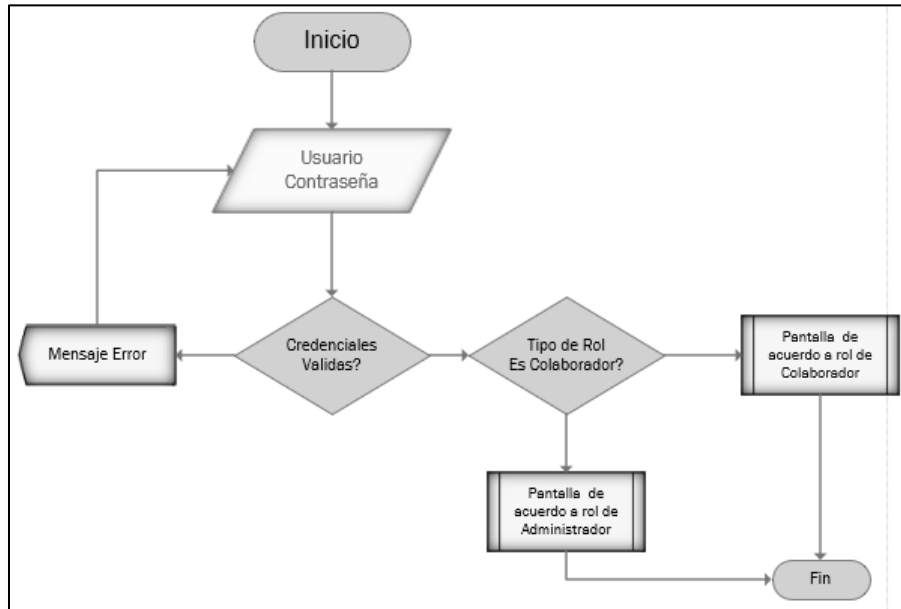 Inicio
Usuario
Contraseña
Mensaje Error
Credenciales
Validas?
Tipo de Rol
Es Colaborador?
Pantalla de
acuerdo a rol de
Colaborador
Pantalla de
acuerdo a rol de
Administrador
Fin